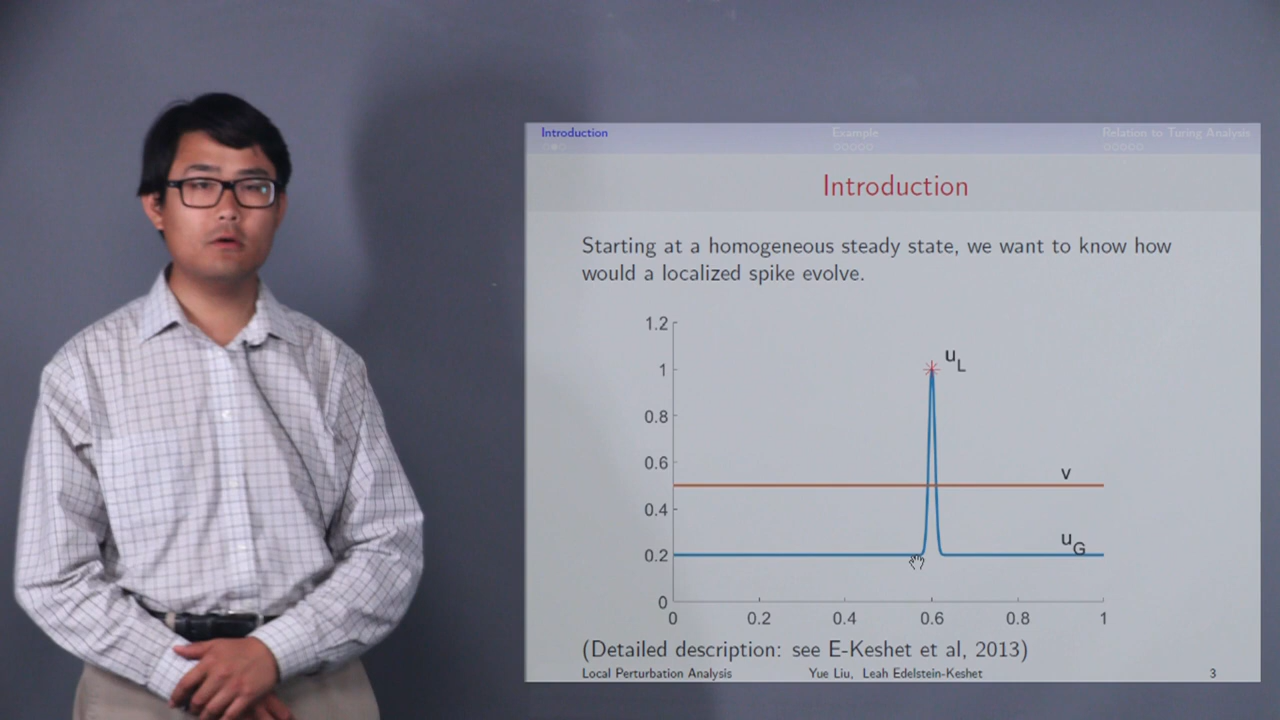 Introduction Example Relation to Turing Analysis
Introduction
Starting at a homogeneous steady state, we want to know how
would a localized spike evolve.
1.2
1
0.8
0.6
0.4
0.2
0
u_L
v
u_G
0 0.2 0.4 0.6 0.8 1
(Detailed description: see E-Keshet et al, 2013)
Local Perturbation Analysis Yue Liu, Leah Edelstein-Keshet 3